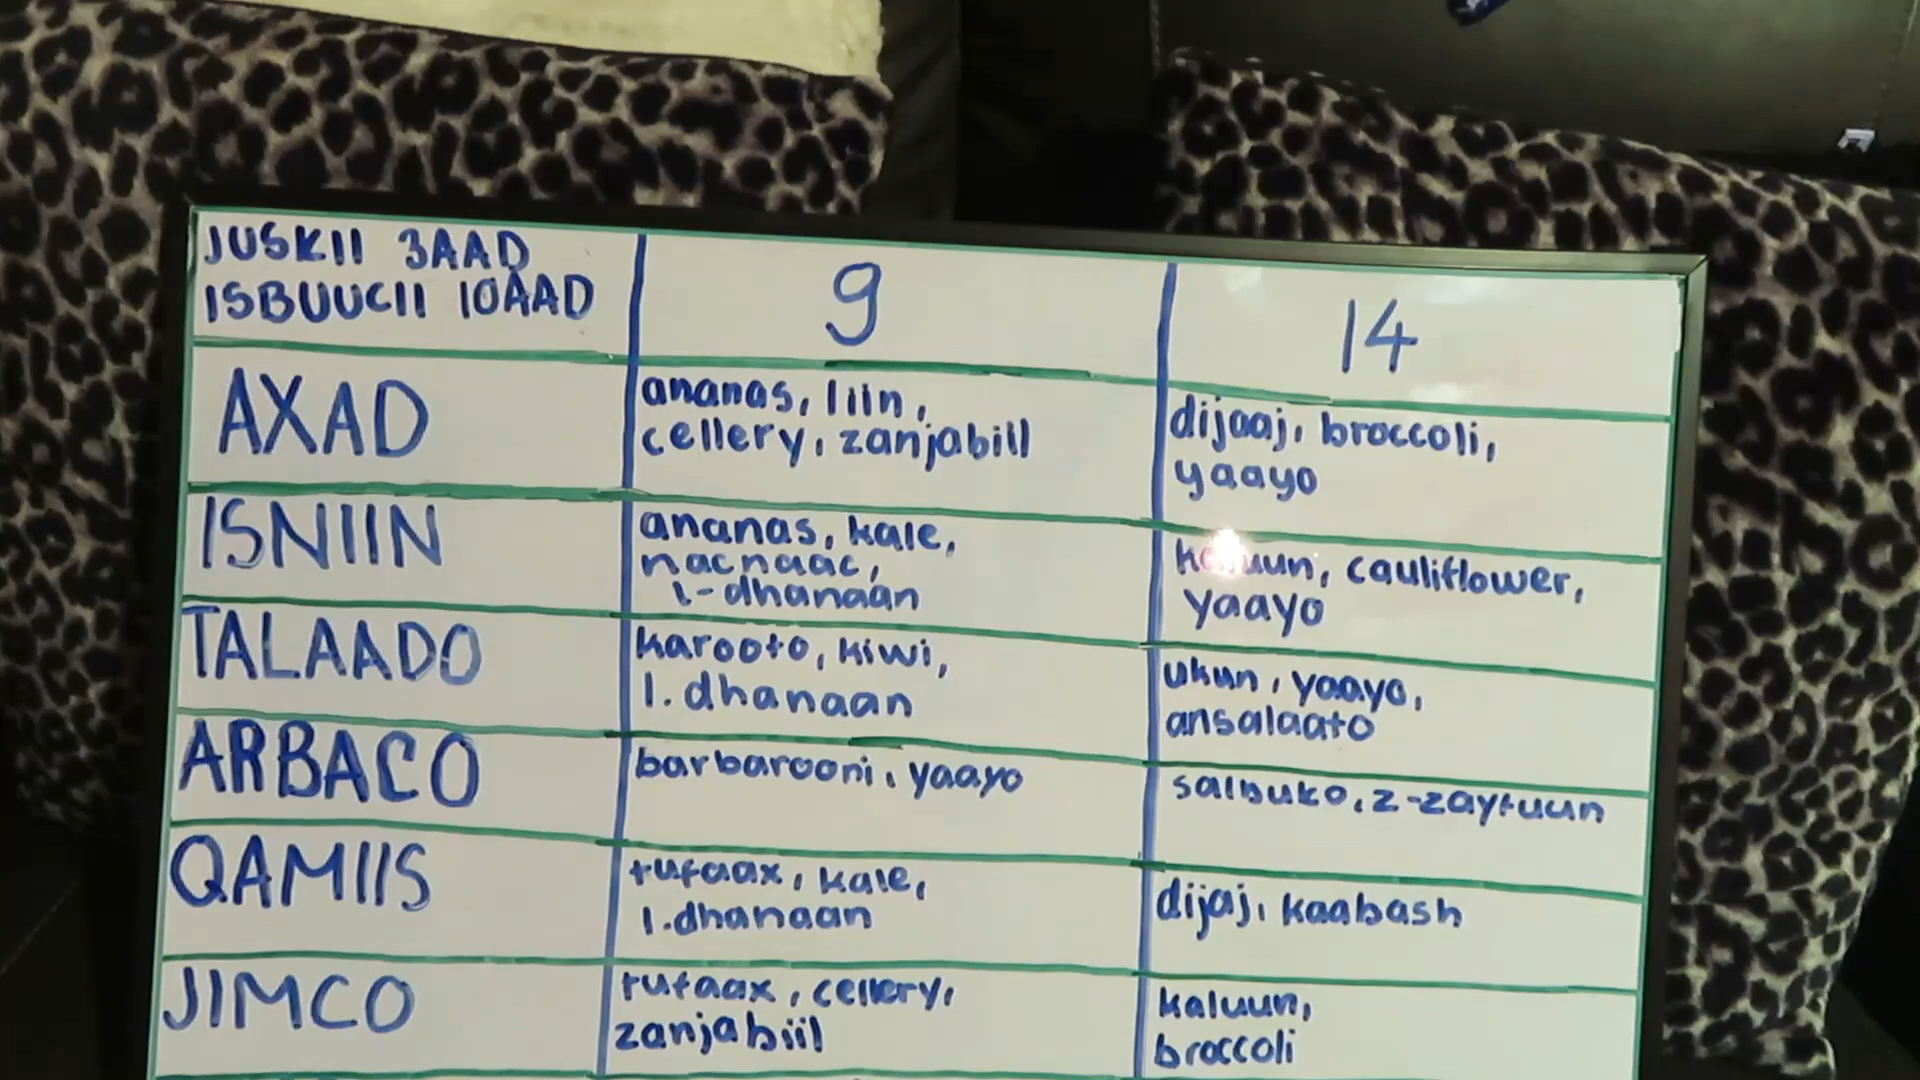 JUSKII 3AAD
ISBUUCII 10AAD
9
14
AXAD
ananas, liin,
cellery, zanjabiil
dijaaj, broccoli,
yaayo
ISNIIN
ananas, kale,
nacnaac,
l-dhanaan
cauliflower,
yaayo
TALAADO
karooto, kiwi,
l.dhanaan
ukun, yaayo,
ansalaato
ARBACO
barbarooni, yaayo
salbuko, z-zaytuun
QAMIIS
tufaax, kale,
l.dhanaan
dijaj, kaabash
JIMCO
tufaax, cellery,
zanjabiil
kaluun,
broccoli